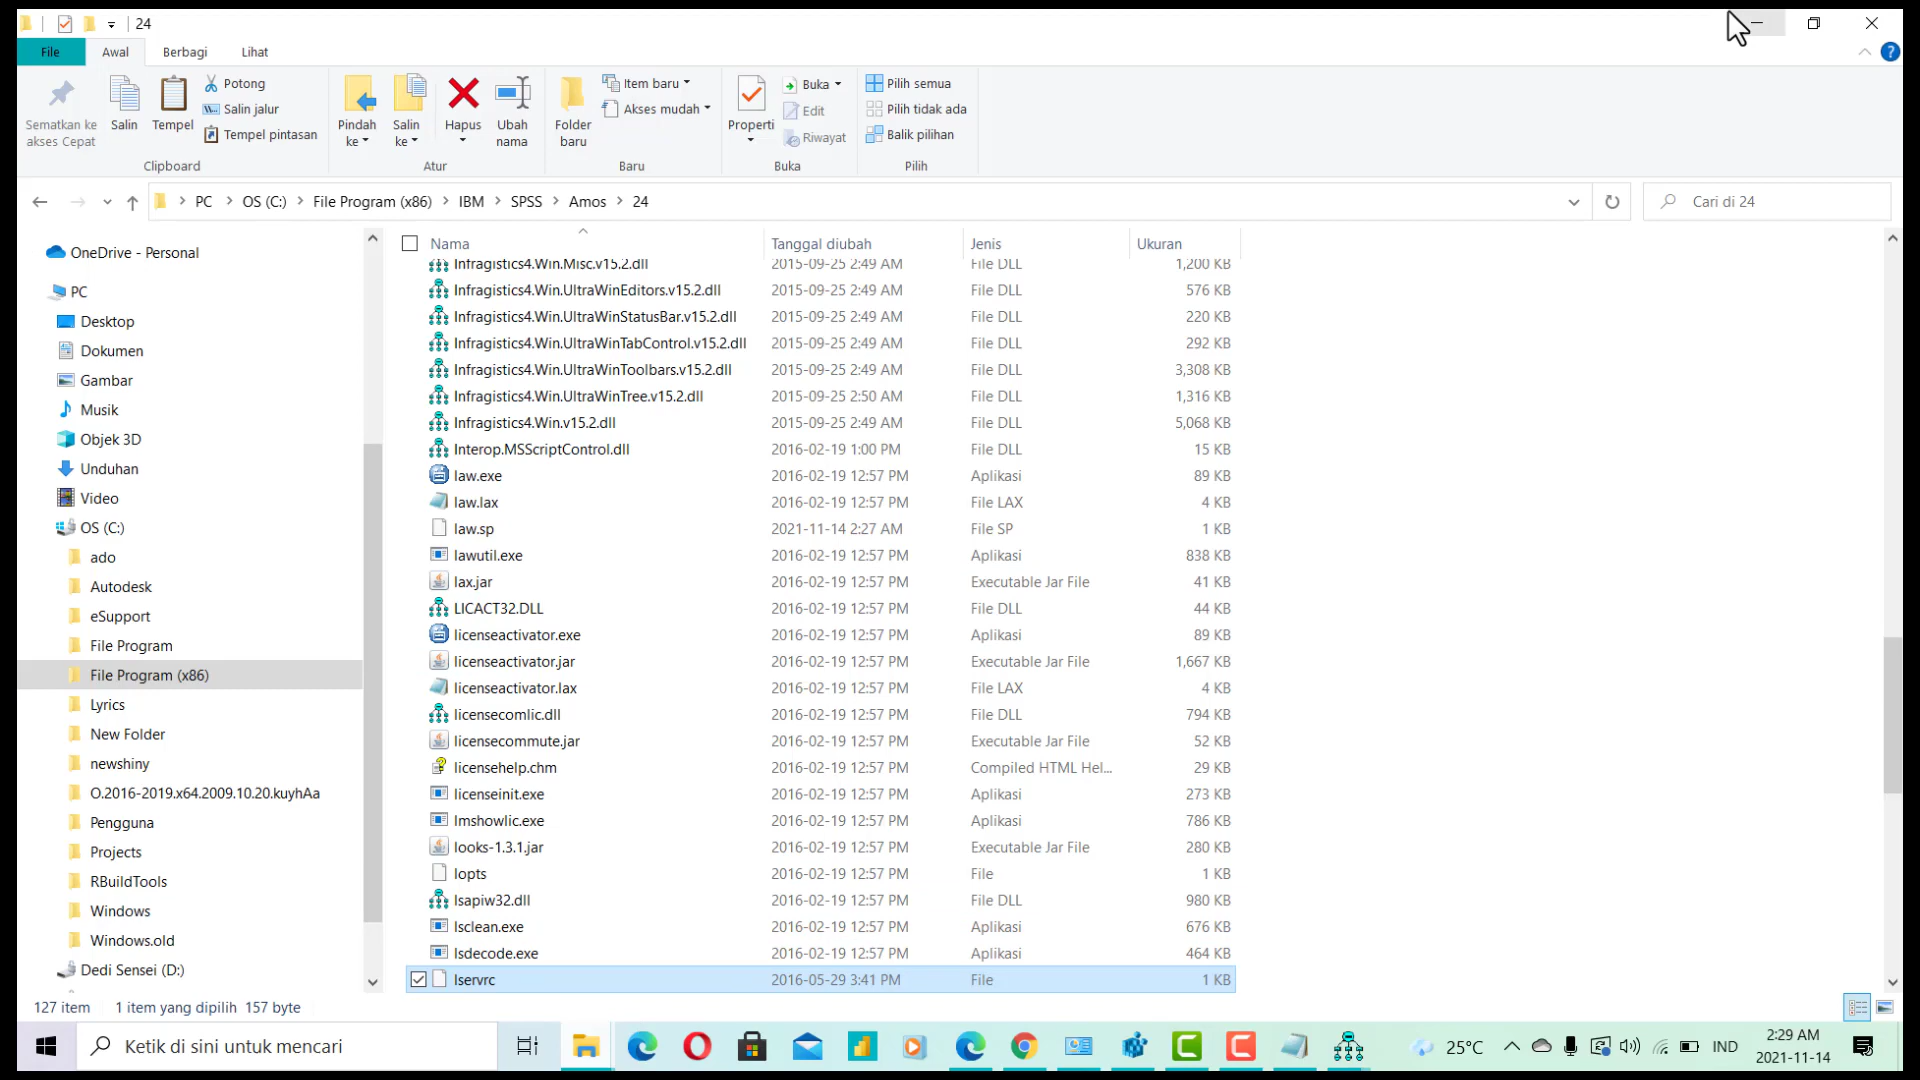 24
File Awal Berbagi Lihat
Sematkan ke akses Cepat
Salin
Tempel
Potong
Salin jalur
Tempel pintasan
Clipboard
Pindah ke
Salin ke
Hapus
Ubah nama
Atur
Folder baru
Item baru
Akses mudah
Baru
Properti
Buka
Edit
Riwayat
Buka
Pilih semua
Pilih tidak ada
Balik pilihan
Pilih
PC > OS (C:) > File Program (x86) > IBM > SPSS > Amos > 24
Cari di 24
OneDrive - Personal
PC
Desktop
Dokumen
Gambar
Musik
Objek 3D
Unduhan
Video
OS (C:)
ado
Autodesk
eSupport
File Program
File Program (x86)
Lyrics
New Folder
newshiny
O.2016-2019.x64.2009.10.20.kuyhAa
Pengguna
Projects
RBuildTools
Windows
Windows.old
Dedi Sensei (D:)
Nama Tanggal diubah Jenis Ukuran
Infragistics4.Win.Misc.v15.2.dll 2015-09-25 2:49 AM File DLL 1,200 KB
Infragistics4.Win.UltraWinEditors.v15.2.dll 2015-09-25 2:49 AM File DLL 576 KB
Infragistics4.Win.UltraWinStatusBar.v15.2.dll 2015-09-25 2:49 AM File DLL 220 KB
Infragistics4.Win.UltraWinTabControl.v15.2.dll 2015-09-25 2:49 AM File DLL 292 KB
Infragistics4.Win.UltraWinToolbars.v15.2.dll 2015-09-25 2:49 AM File DLL 3,308 KB
Infragistics4.Win.UltraWinTree.v15.2.dll 2015-09-25 2:50 AM File DLL 1,316 KB
Infragistics4.Win.v15.2.dll 2015-09-25 2:49 AM File DLL 5,068 KB
Interop.MSScriptControl.dll 2016-02-19 1:00 PM File DLL 15 KB
law.exe 2016-02-19 12:57 PM Aplikasi 89 KB
law.lax 2016-02-19 12:57 PM File LAX 4 KB
law.sp 2021-11-14 2:27 AM File SP 1 KB
lawutil.exe 2016-02-19 12:57 PM Aplikasi 838 KB
lax.jar 2016-02-19 12:57 PM Executable Jar File 41 KB
LICACT32.DLL 2016-02-19 12:57 PM File DLL 44 KB
licenseactivator.exe 2016-02-19 12:57 PM Aplikasi 89 KB
licenseactivator.jar 2016-02-19 12:57 PM Executable Jar File 1,667 KB
licenseactivator.lax 2016-02-19 12:57 PM File LAX 4 KB
licensecomlic.dll 2016-02-19 12:57 PM File DLL 794 KB
licensecommute.jar 2016-02-19 12:57 PM Executable Jar File 52 KB
licensehelp.chm 2016-02-19 12:57 PM Compiled HTML Hel... 29 KB
licenseinit.exe 2016-02-19 12:57 PM Aplikasi 273 KB
lmshowlic.exe 2016-02-19 12:57 PM Aplikasi 786 KB
looks-1.3.1.jar 2016-02-19 12:57 PM Executable Jar File 280 KB
lopts 2016-02-19 12:57 PM File 1 KB
lsapiw32.dll 2016-02-19 12:57 PM File DLL 980 KB
lsclean.exe 2016-02-19 12:57 PM Aplikasi 676 KB
lsdecode.exe 2016-02-19 12:57 PM Aplikasi 464 KB
lservrc 2016-05-29 3:41 PM File 1 KB
127 item 1 item yang dipilih 157 byte
Ketik di sini untuk mencari
25°C
IND
2:29 AM
2021-11-14